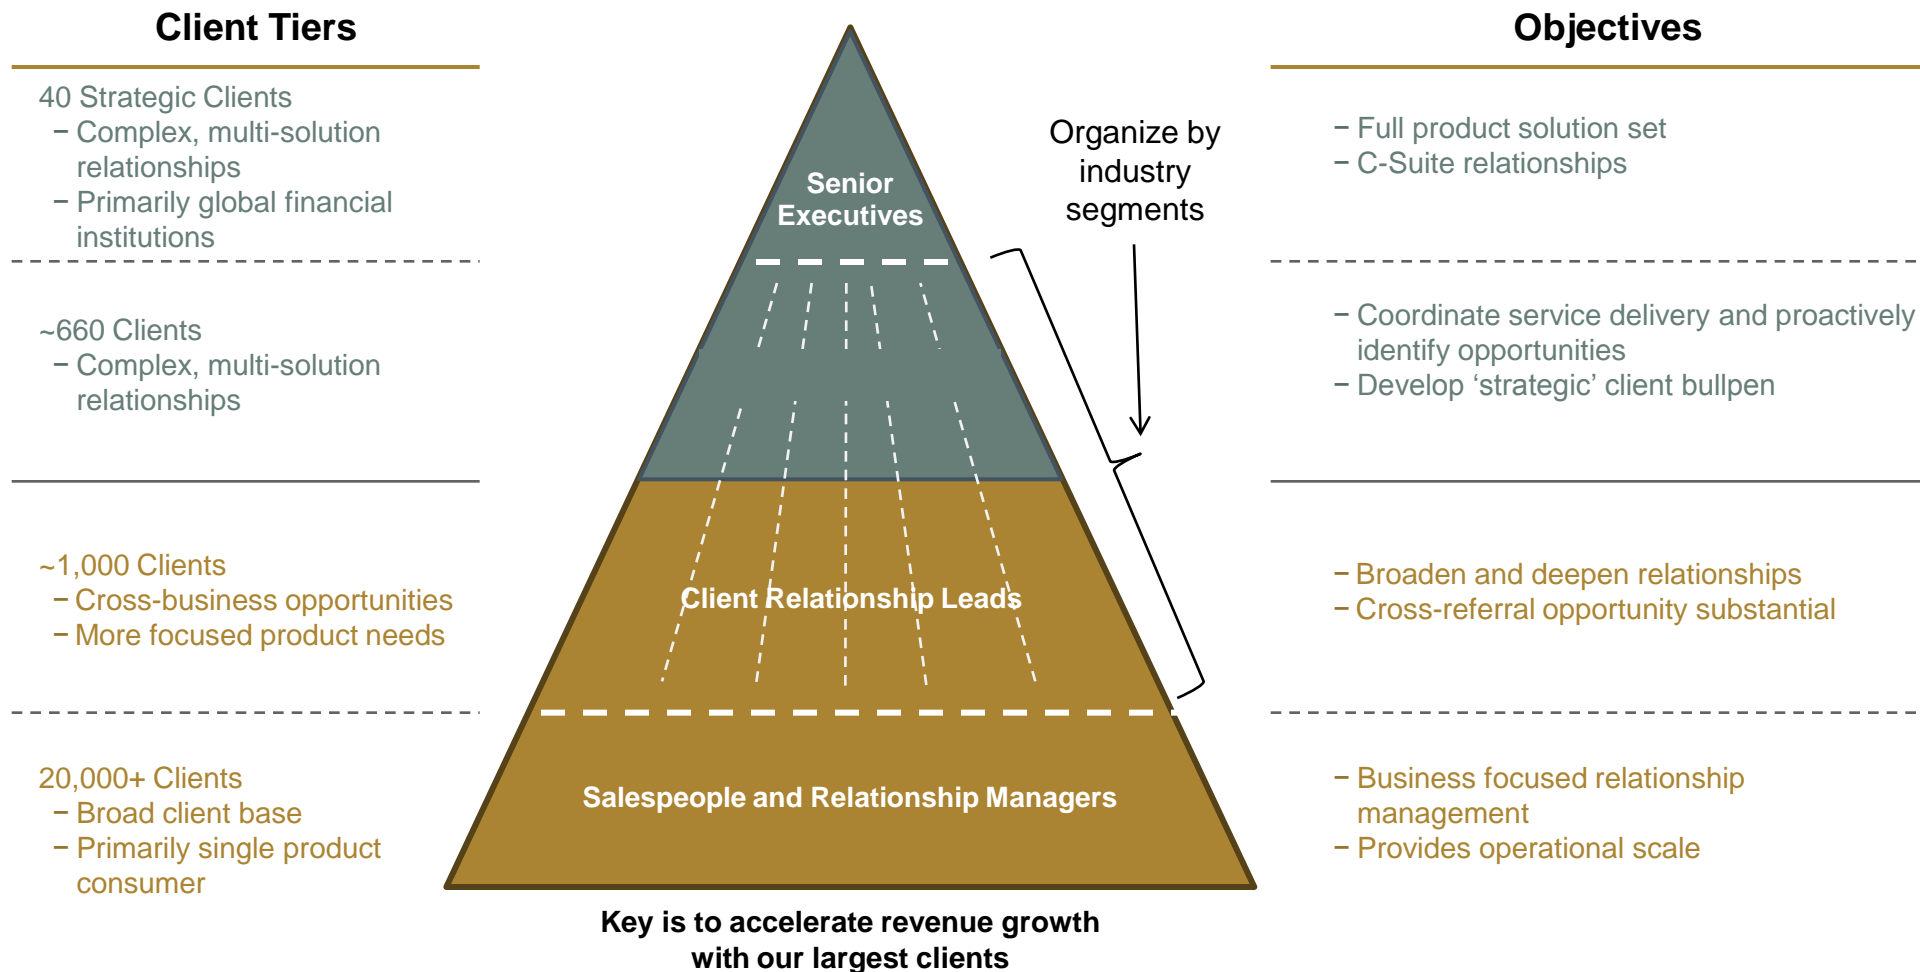 Client Tiers
40 Strategic Clients
− Complex, multi-solution
relationships
− Primarily global financial
institutions
~660 Clients
− Complex, multi-solution
relationships
~1,000 Clients
− Cross-business opportunities
− More focused product needs
20,000+ Clients
− Broad client base
− Primarily single product
consumer
Senior
Executives
Client Relationship Leads
Salespeople and Relationship Managers
Key is to accelerate revenue growth
with our largest clients
Organize by
industry
segments
Objectives
− Full product solution set
− C-Suite relationships
− Coordinate service delivery and proactively
identify opportunities
− Develop ‘strategic’ client bullpen
− Broaden and deepen relationships
− Cross-referral opportunity substantial
− Business focused relationship
management
− Provides operational scale